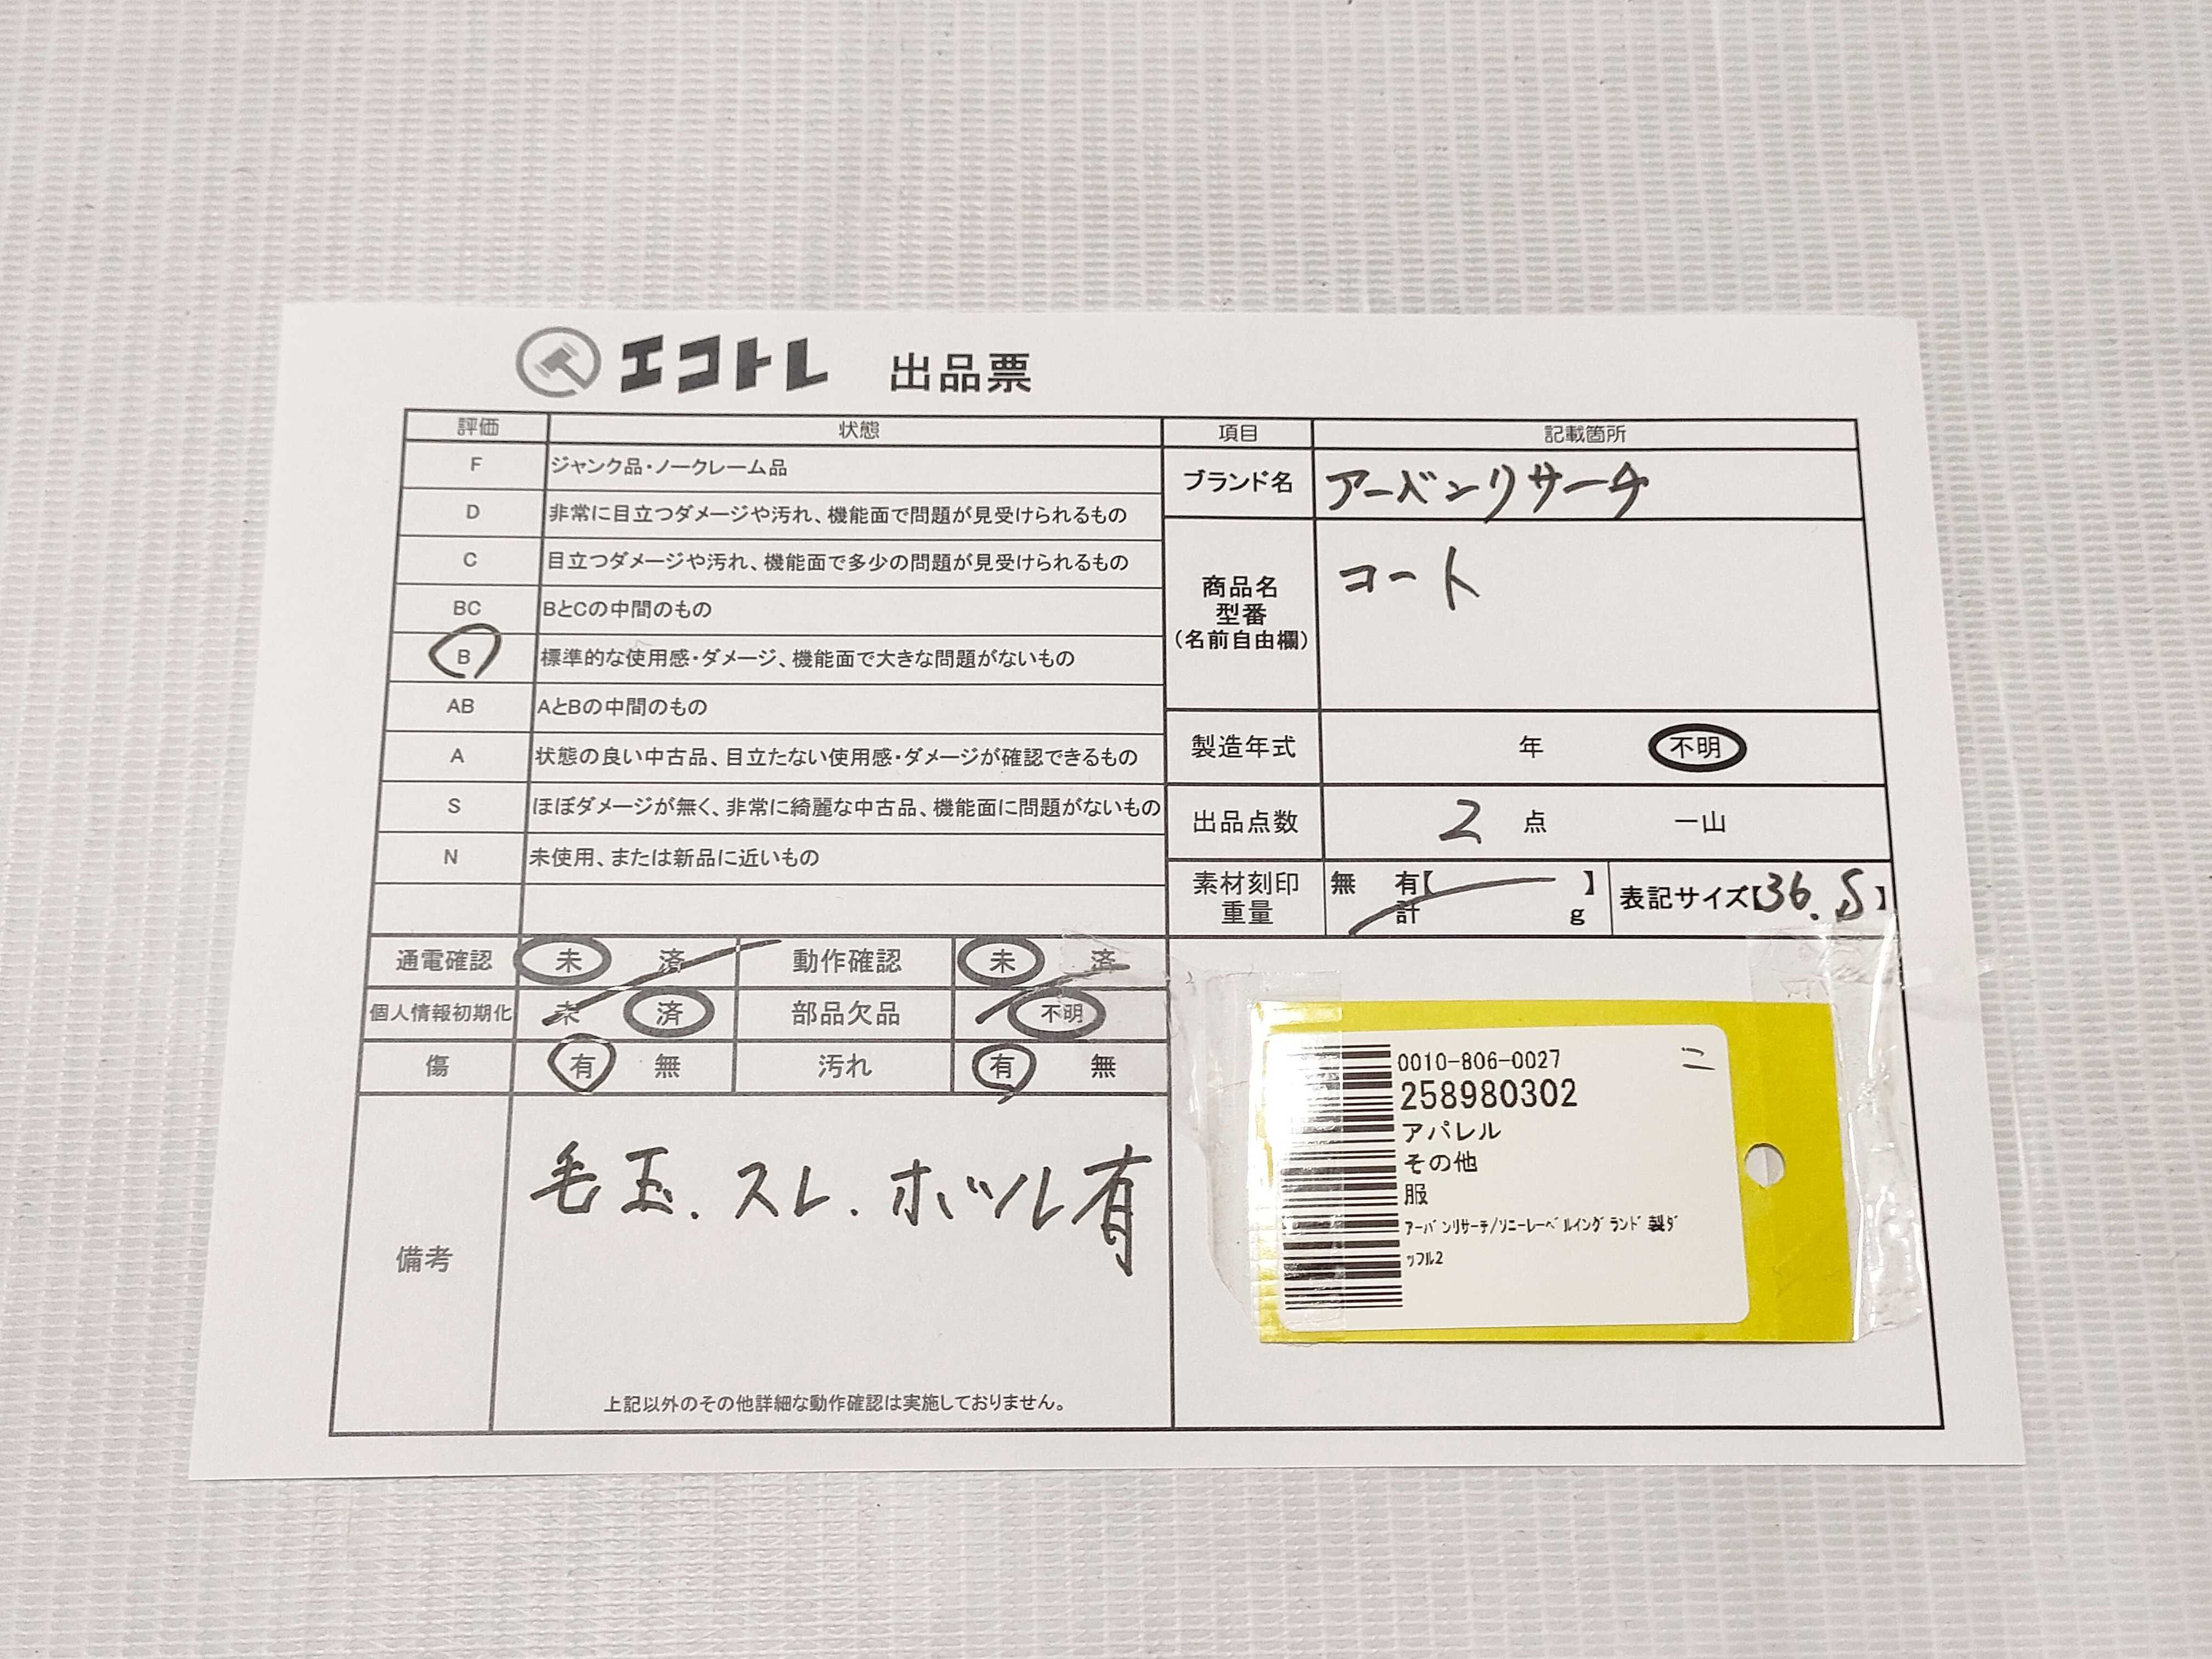 エコトレ 出品票
評価 状態
F ジャンク品・ノークレーム品
D 非常に目立つダメージや汚れ、機能面で問題が見受けられるもの
C 目立つダメージや汚れ、機能面で多少の問題が見受けられるもの
BC BとCの中間のもの
B 標準的な使用感・ダメージ、機能面で大きな問題がないもの
AB AとBの中間のもの
A 状態の良い中古品、目立たない使用感・ダメージが確認できるもの
S ほぼダメージが無く、非常に綺麗な中古品、機能面に問題がないもの
N 未使用、または新品に近いもの
項目 記載箇所
ブランド名 アーバンリサーチ
商品名
型番
(名前自由欄)
コート
製造年式 年 不明
出品点数 2 点 一山
素材刻印
重量
無 有【 】
計 g
表記サイズ【36. S】
通電確認 未 済 動作確認 未 済
個人情報初期化 未 済 部品欠品 不明
傷 有 無 汚れ 有 無
備考
毛玉. スレ. ホツレ有
上記以外のその他詳細な動作確認は実施しておりません。
0010-806-0027
258980302
アパレル
その他
服
ｱｰﾊﾞﾝﾘｻｰﾁ/ｿﾆｰﾚｰﾍﾞﾙｲﾝｸﾞﾗﾝﾄﾞ製ﾀﾞ
ｯﾌﾙ2